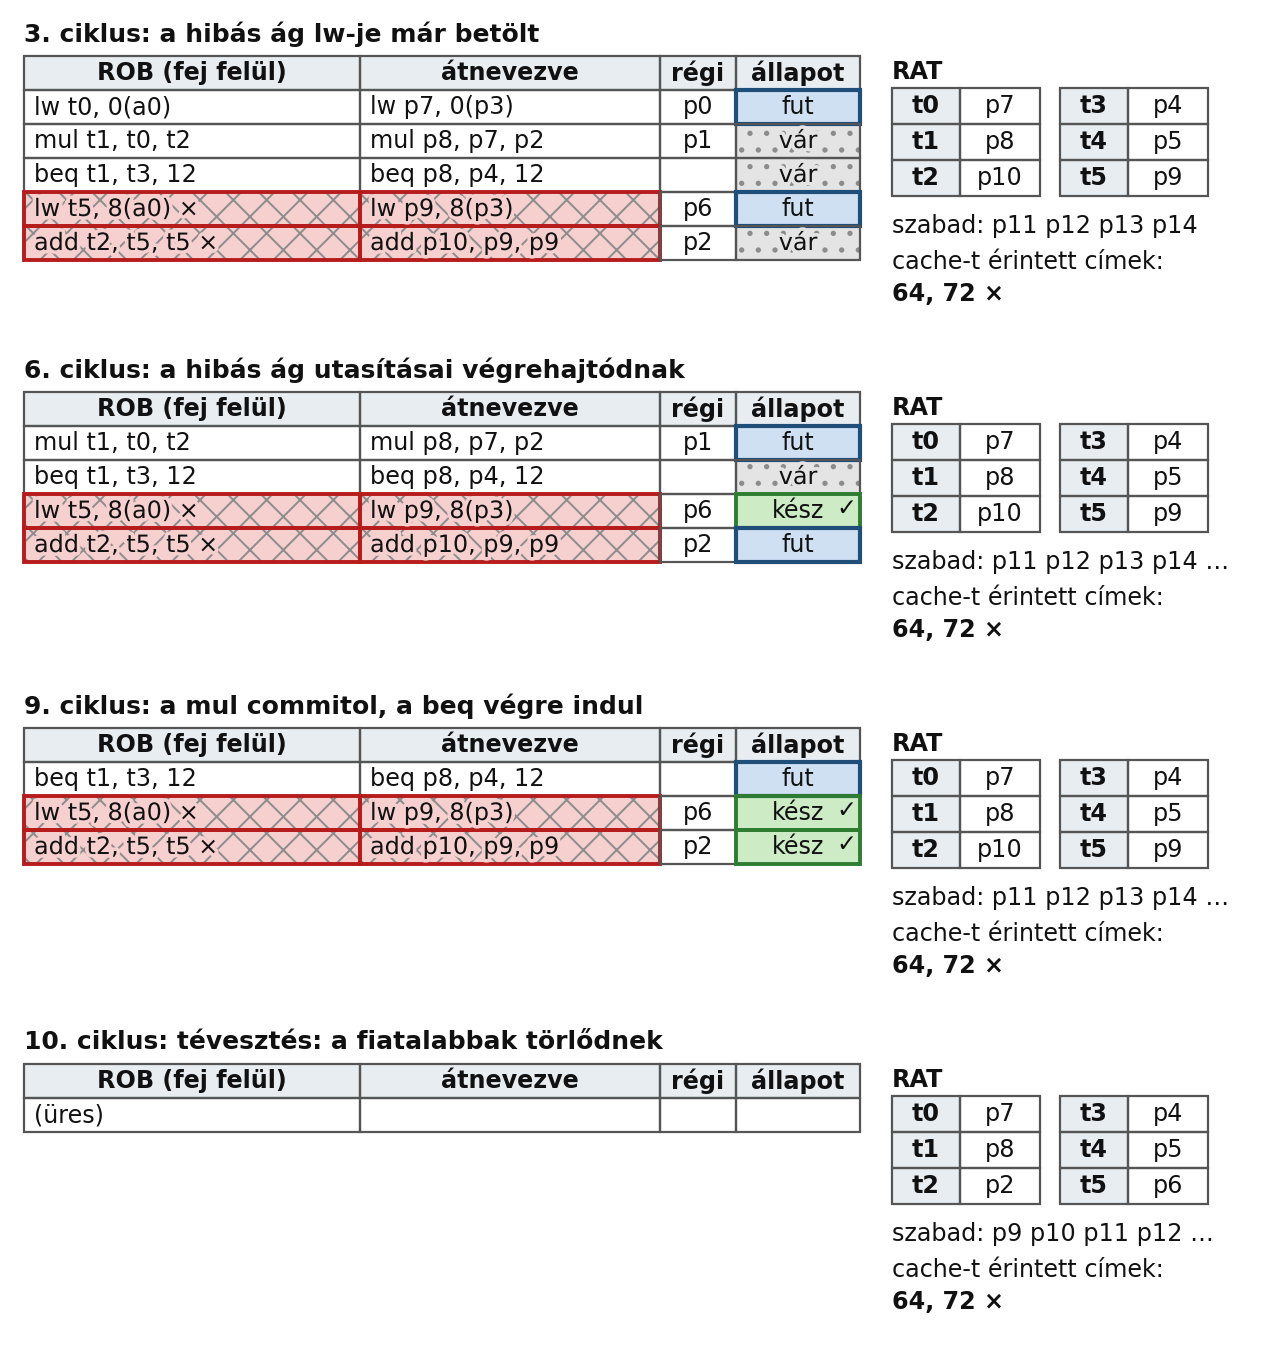 3. ciklus: a hibás ág lw-je már betölt
ROB (fej felül) átnevezve régi állapot
lw t0, 0(a0) lw p7, 0(p3) p0 fut
mul t1, t0, t2 mul p8, p7, p2 p1 vár
beq t1, t3, 12 beq p8, p4, 12 vár
lw t5, 8(a0) × lw p9, 8(p3) p6 fut
add t2, t5, t5 × add p10, p9, p9 p2 vár
RAT
t0 p7 t3 p4
t1 p8 t4 p5
t2 p10 t5 p9
szabad: p11 p12 p13 p14
cache-t érintett címek:
64, 72 ×
6. ciklus: a hibás ág utasításai végrehajtódnak
ROB (fej felül) átnevezve régi állapot
mul t1, t0, t2 mul p8, p7, p2 p1 fut
beq t1, t3, 12 beq p8, p4, 12 vár
lw t5, 8(a0) × lw p9, 8(p3) p6 kész ✓
add t2, t5, t5 × add p10, p9, p9 p2 fut
RAT
t0 p7 t3 p4
t1 p8 t4 p5
t2 p10 t5 p9
szabad: p11 p12 p13 p14 …
cache-t érintett címek:
64, 72 ×
9. ciklus: a mul commitol, a beq végre indul
ROB (fej felül) átnevezve régi állapot
beq t1, t3, 12 beq p8, p4, 12 fut
lw t5, 8(a0) × lw p9, 8(p3) p6 kész ✓
add t2, t5, t5 × add p10, p9, p9 p2 kész ✓
RAT
t0 p7 t3 p4
t1 p8 t4 p5
t2 p10 t5 p9
szabad: p11 p12 p13 p14 …
cache-t érintett címek:
64, 72 ×
10. ciklus: tévesztés: a fiatalabbak törlődnek
ROB (fej felül) átnevezve régi állapot
(üres)
RAT
t0 p7 t3 p4
t1 p8 t4 p5
t2 p2 t5 p6
szabad: p9 p10 p11 p12 …
cache-t érintett címek:
64, 72 ×